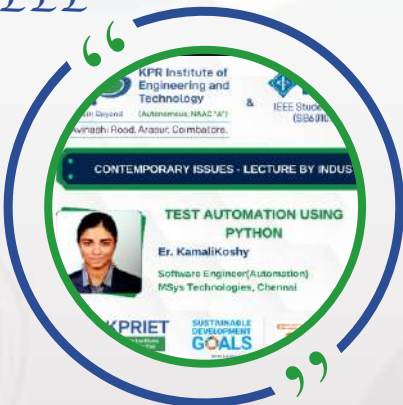 KPR Institute of
Engineering and
Technology
&
(Autonomous, NAAC "A")
IEEE Stude
Avinashi Road, Arasur, Coimbatore.
CONTEMPORARY ISSUES - LECTURE BY INDUS
TEST AUTOMATION USING
PYTHON
Er. KamaliKoshy
Software Engineer(Automation)
MSys Technologies, Chennai
KPRIET
SUSTAINABLE
DEVELOPMENT
GOALS